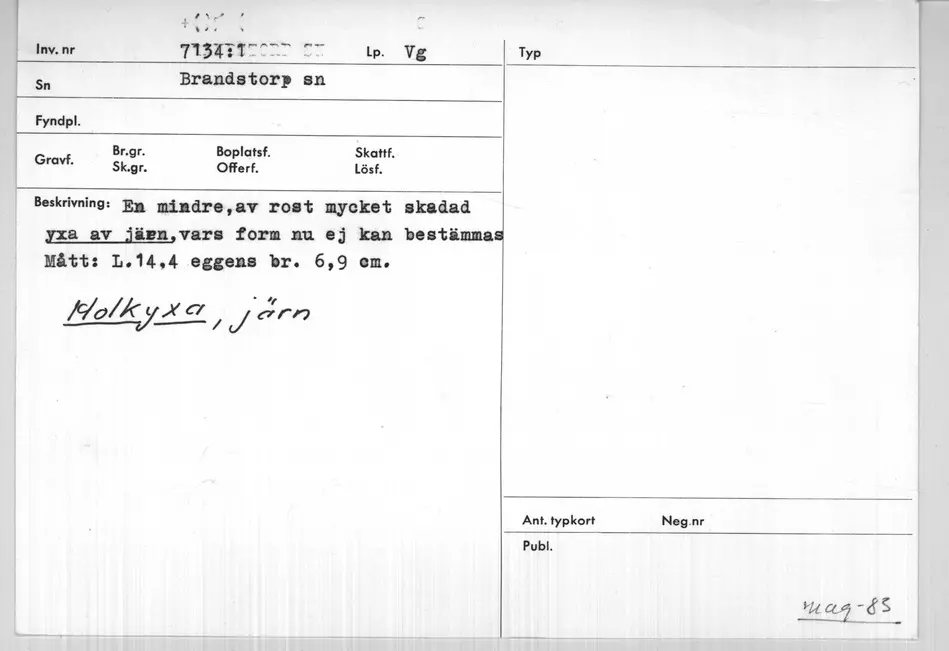 Inv. nr 7134:1 Lp. Vg Typ
Sn Brandstorp sn
Fyndpl.
Gravf. Br.gr. Boplatsf. Skattf.
Sk.gr. Offerf. Lösf.
Beskrivning: En mindre,av rost mycket skadad
yxa av järn,vars form nu ej kan bestämmas
Mått: L.14,4 eggens br. 6,9 cm.
Holkyxa, järn
Ant. typkort Neg.nr
Publ.
mag-83